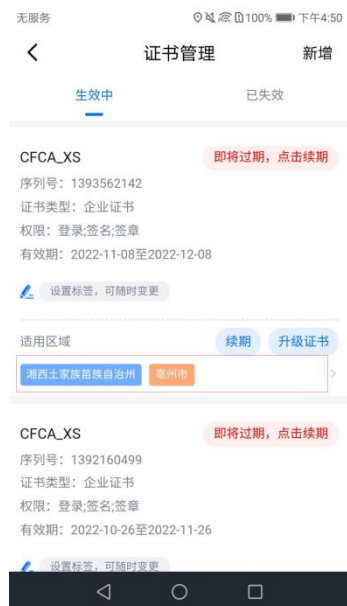 无服务 100% 下午4:50
证书管理 新增
生效中 已失效
CFCA_XS 即将过期，点击续期
序列号：1393562142
证书类型：企业证书
权限：登录;签名;签章
有效期：2022-11-08至2022-12-08
设置标签，可随时变更
适用区域 续期 升级证书
湘西土家族苗族自治州 亳州市
CFCA_XS 即将过期，点击续期
序列号：1392160499
证书类型：企业证书
权限：登录;签名;签章
有效期：2022-10-26至2022-11-26
设置标签，可随时变更